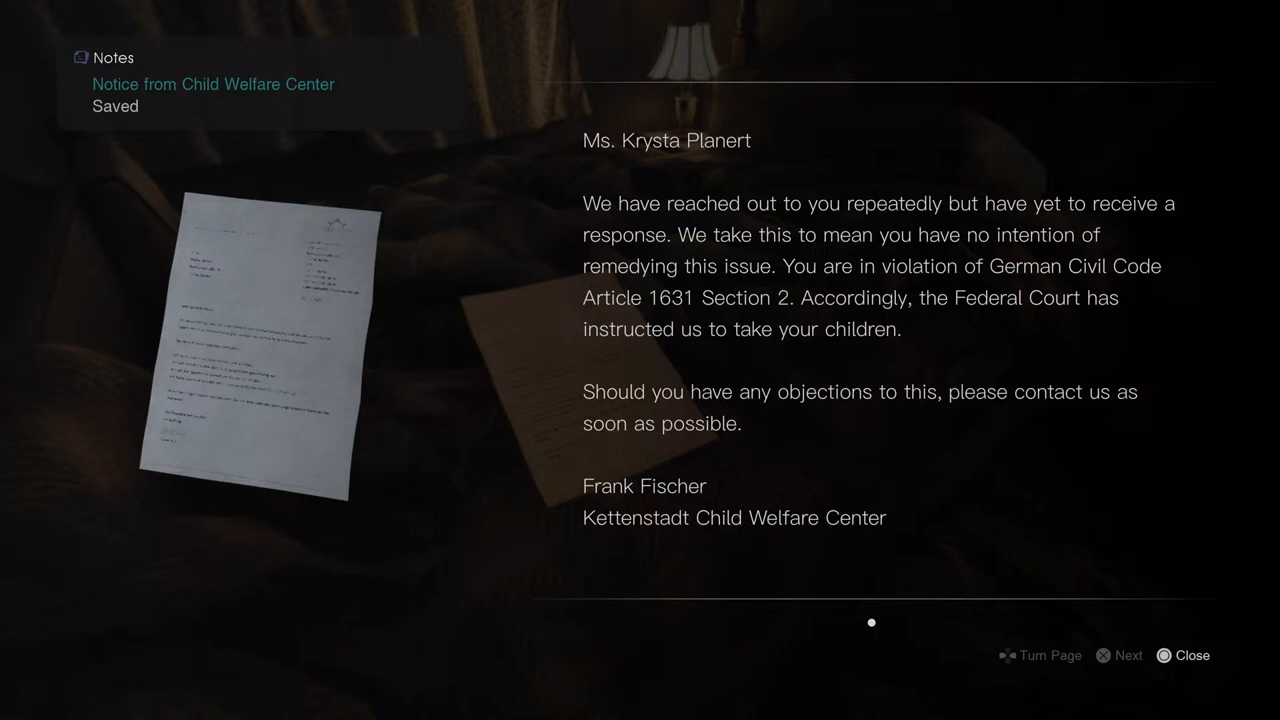 Notes
Notice from Child Welfare Center
Saved
Ms. Krysta Planert
We have reached out to you repeatedly but have yet to receive a
response. We take this to mean you have no intention of
remedying this issue. You are in violation of German Civil Code
Article 1631 Section 2. Accordingly, the Federal Court has
instructed us to take your children.
Should you have any objections to this, please contact us as
soon as possible.
Frank Fischer
Kettenstadt Child Welfare Center
Turn Page Next Close